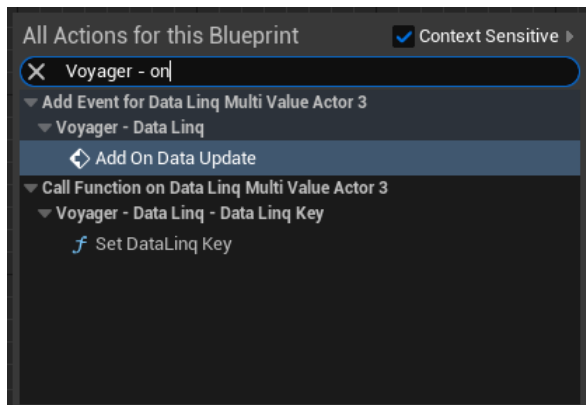 All Actions for this Blueprint Context Sensitive
Voyager - on
Add Event for Data Linq Multi Value Actor 3
Voyager - Data Linq
Add On Data Update
Call Function on Data Linq Multi Value Actor 3
Voyager - Data Linq - Data Linq Key
Set DataLinq Key